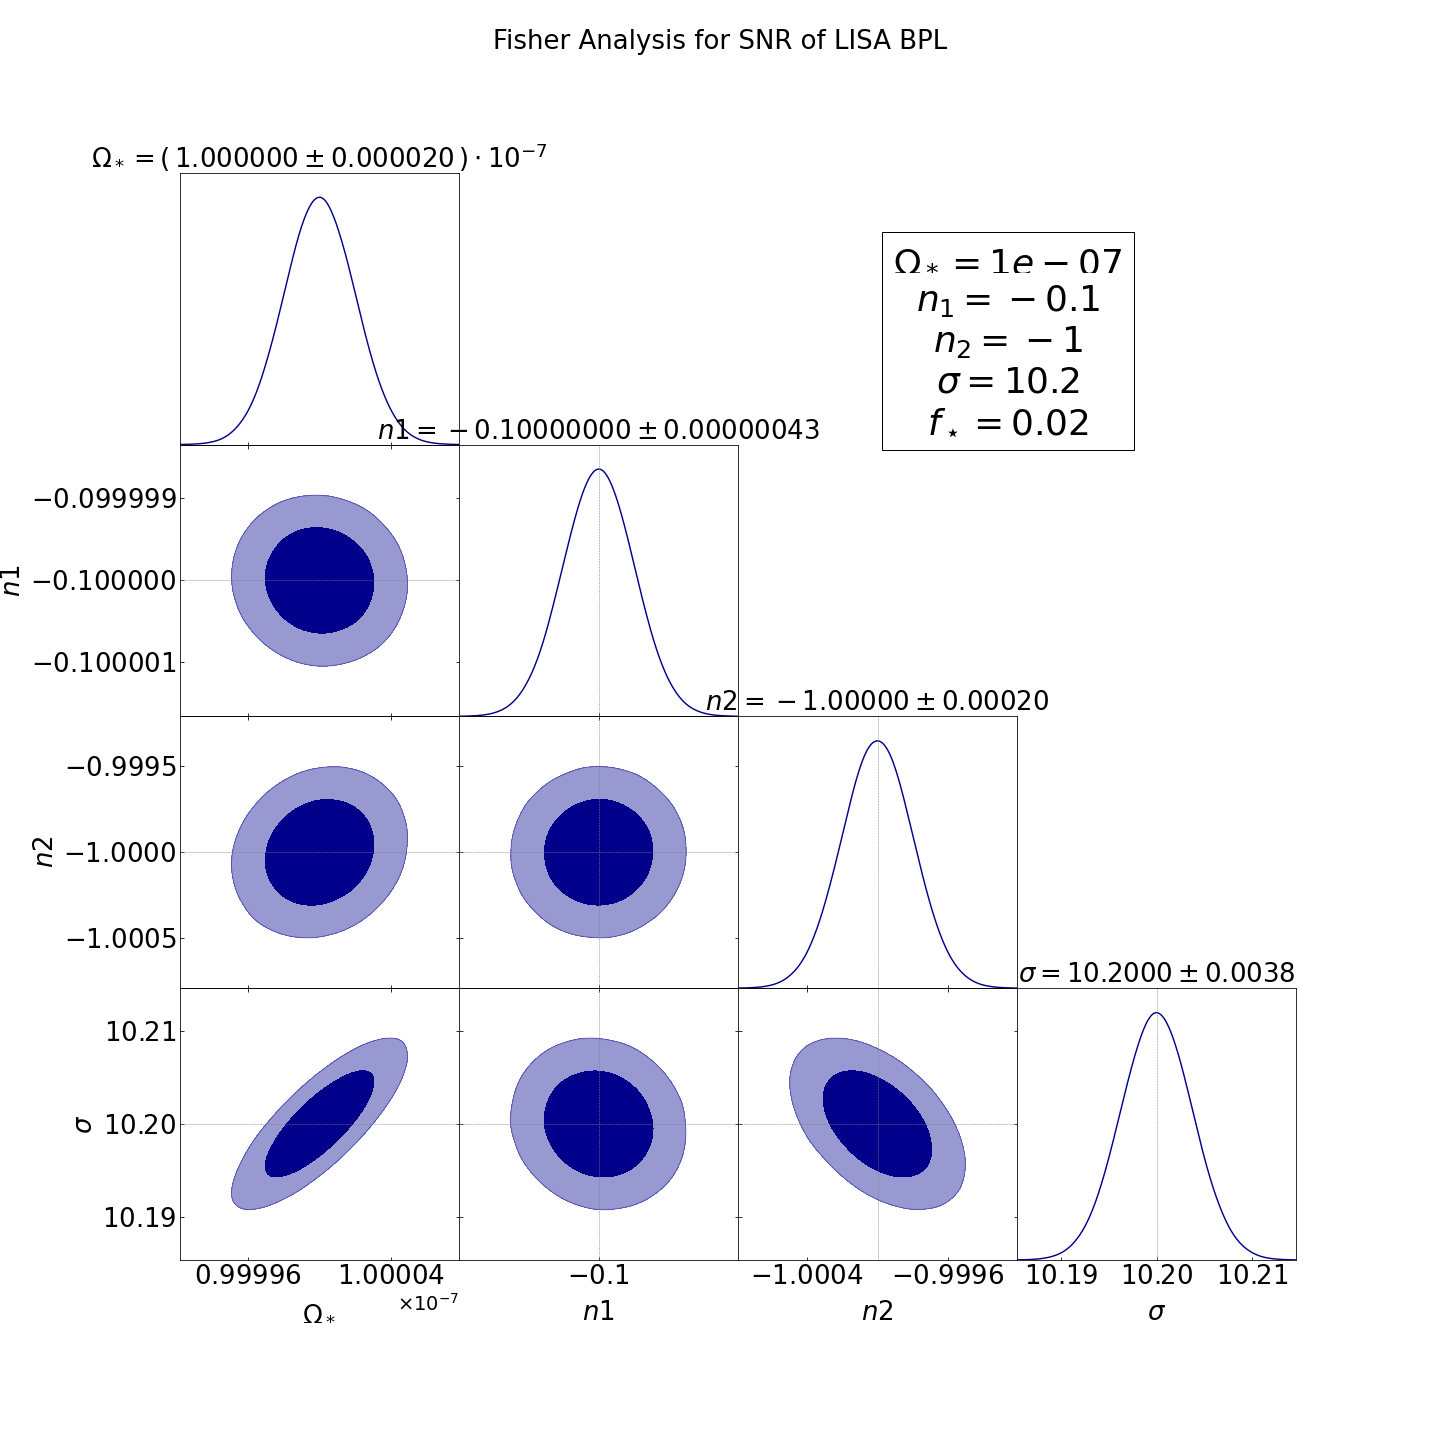 Fisher Analysis for SNR of LISA BPL
Ω* = ( 1.000000 ± 0.000020 ) · 10⁻⁷
Ω* = 1e − 07
n₁ = −0.1
n₂ = −1
σ = 10.2
f⋆ = 0.02
n1 = −0.10000000 ± 0.00000043
−0.099999
−0.100000
−0.100001
n1
n2 = −1.00000 ± 0.00020
−0.9995
−1.0000
−1.0005
n2
σ = 10.2000 ± 0.0038
10.21
10.20
10.19
σ
0.99996 1.00004 −0.1 −1.0004 −0.9996 10.19 10.20 10.21
×10⁻⁷
Ω* n1 n2 σ